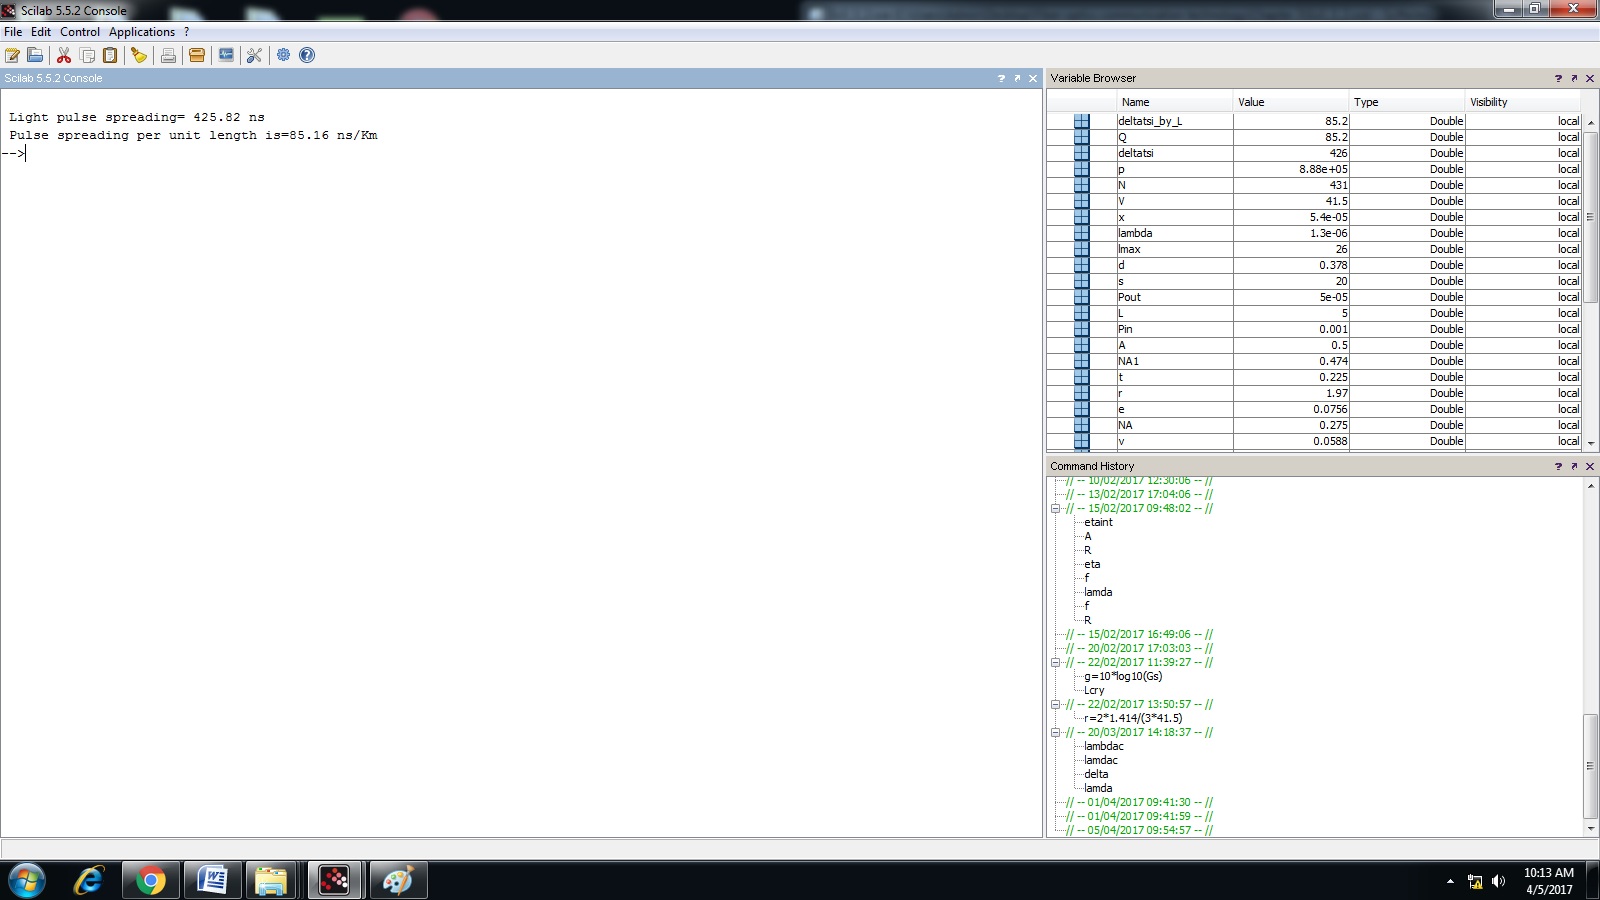 Scilab 5.5.2 Console
File Edit Control Applications ?
Scilab 5.5.2 Console
Light pulse spreading= 425.82 ns
Pulse spreading per unit length is=85.16 ns/Km
-->
Variable Browser
Name Value Type Visibility
deltatsi_by_L 85.2 Double local
Q 85.2 Double local
deltatsi 426 Double local
p 8.88e+05 Double local
N 431 Double local
V 41.5 Double local
x 5.4e-05 Double local
lambda 1.3e-06 Double local
lmax 26 Double local
d 0.378 Double local
s 20 Double local
Pout 5e-05 Double local
L 5 Double local
Pin 0.001 Double local
A 0.5 Double local
NA1 0.474 Double local
t 0.225 Double local
r 1.97 Double local
e 0.0756 Double local
NA 0.275 Double local
v 0.0588 Double local
Command History
// -- 10/02/2017 12:30:06 -- //
// -- 13/02/2017 17:04:06 -- //
// -- 15/02/2017 09:48:02 -- //
etaint
A
R
eta
f
lamda
f
R
// -- 15/02/2017 16:49:06 -- //
// -- 20/02/2017 17:03:03 -- //
// -- 22/02/2017 11:39:27 -- //
g=10*log10(Gs)
Lcry
// -- 22/02/2017 13:50:57 -- //
r=2*1.414/(3*41.5)
// -- 20/03/2017 14:18:37 -- //
lambdac
lamdac
delta
lamda
// -- 01/04/2017 09:41:30 -- //
// -- 01/04/2017 09:41:59 -- //
// -- 05/04/2017 09:54:57 -- //
10:13 AM
4/5/2017